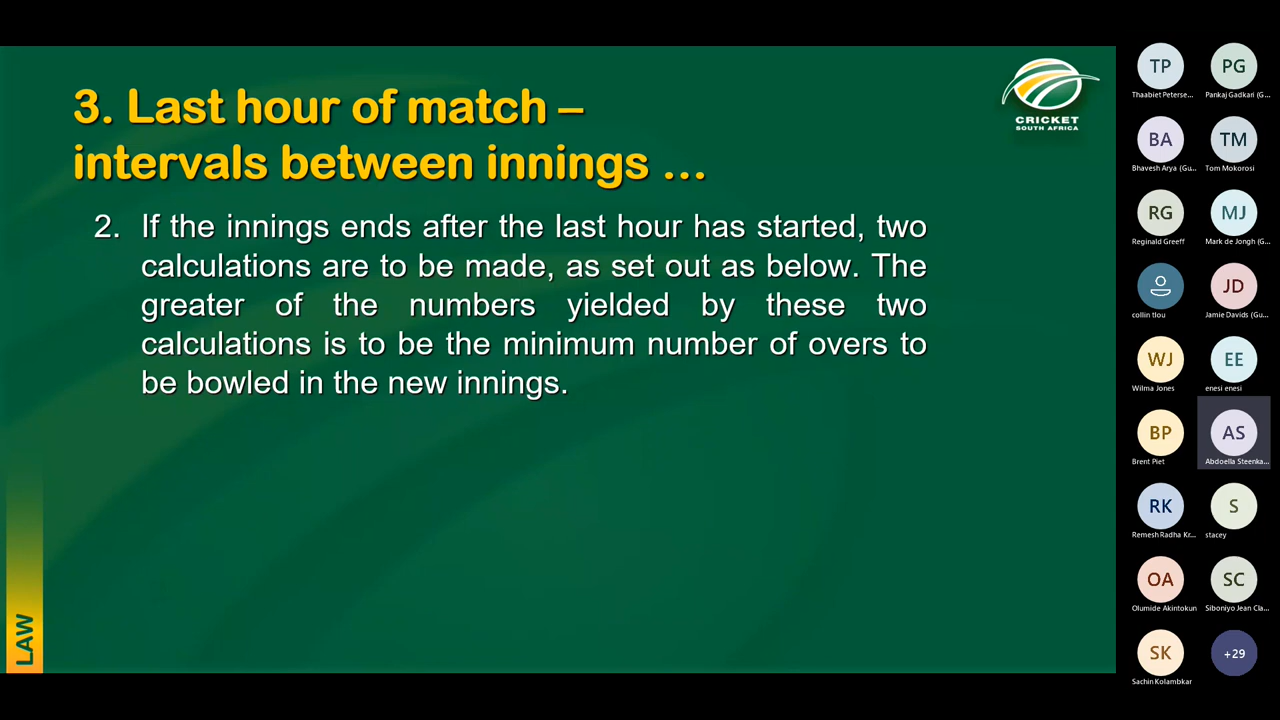 3. Last hour of match –
intervals between innings ...
CRICKET
SOUTH AFRICA
2. If the innings ends after the last hour has started, two
calculations are to be made, as set out as below. The
greater of the numbers yielded by these two
calculations is to be the minimum number of overs to
be bowled in the new innings.
LAW
TP
Thaabiet Peterse...
PG
Pankaj Gadkari (G...
BA
Bhavesh Arya (Gu...
TM
Tom Mokorosi
RG
Reginald Greeff
MJ
Mark de Jongh (G...
collin tlou
JD
Jamie Davids (Gu...
WJ
Wilma Jones
EE
enesi enesi
BP
Brent Piet
AS
Abdoella Steenka...
RK
Remesh Radha Kr...
S
stacey
OA
Olumide Akintokun
SC
Siboniyo Jean Cla...
SK
Sachin Kolambkar
+29